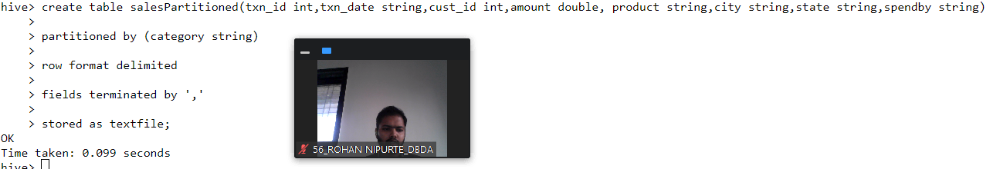 hive> create table salesPartitioned(txn_id int,txn_date string,cust_id int,amount double, product string,city string,state string,spendby string)
>
> partitioned by (category string)
>
> row format delimited
>
> fields terminated by ','
>
> stored as textfile;
OK
Time taken: 0.099 seconds
hive>
56_ROHAN NIPURTE_DBDA